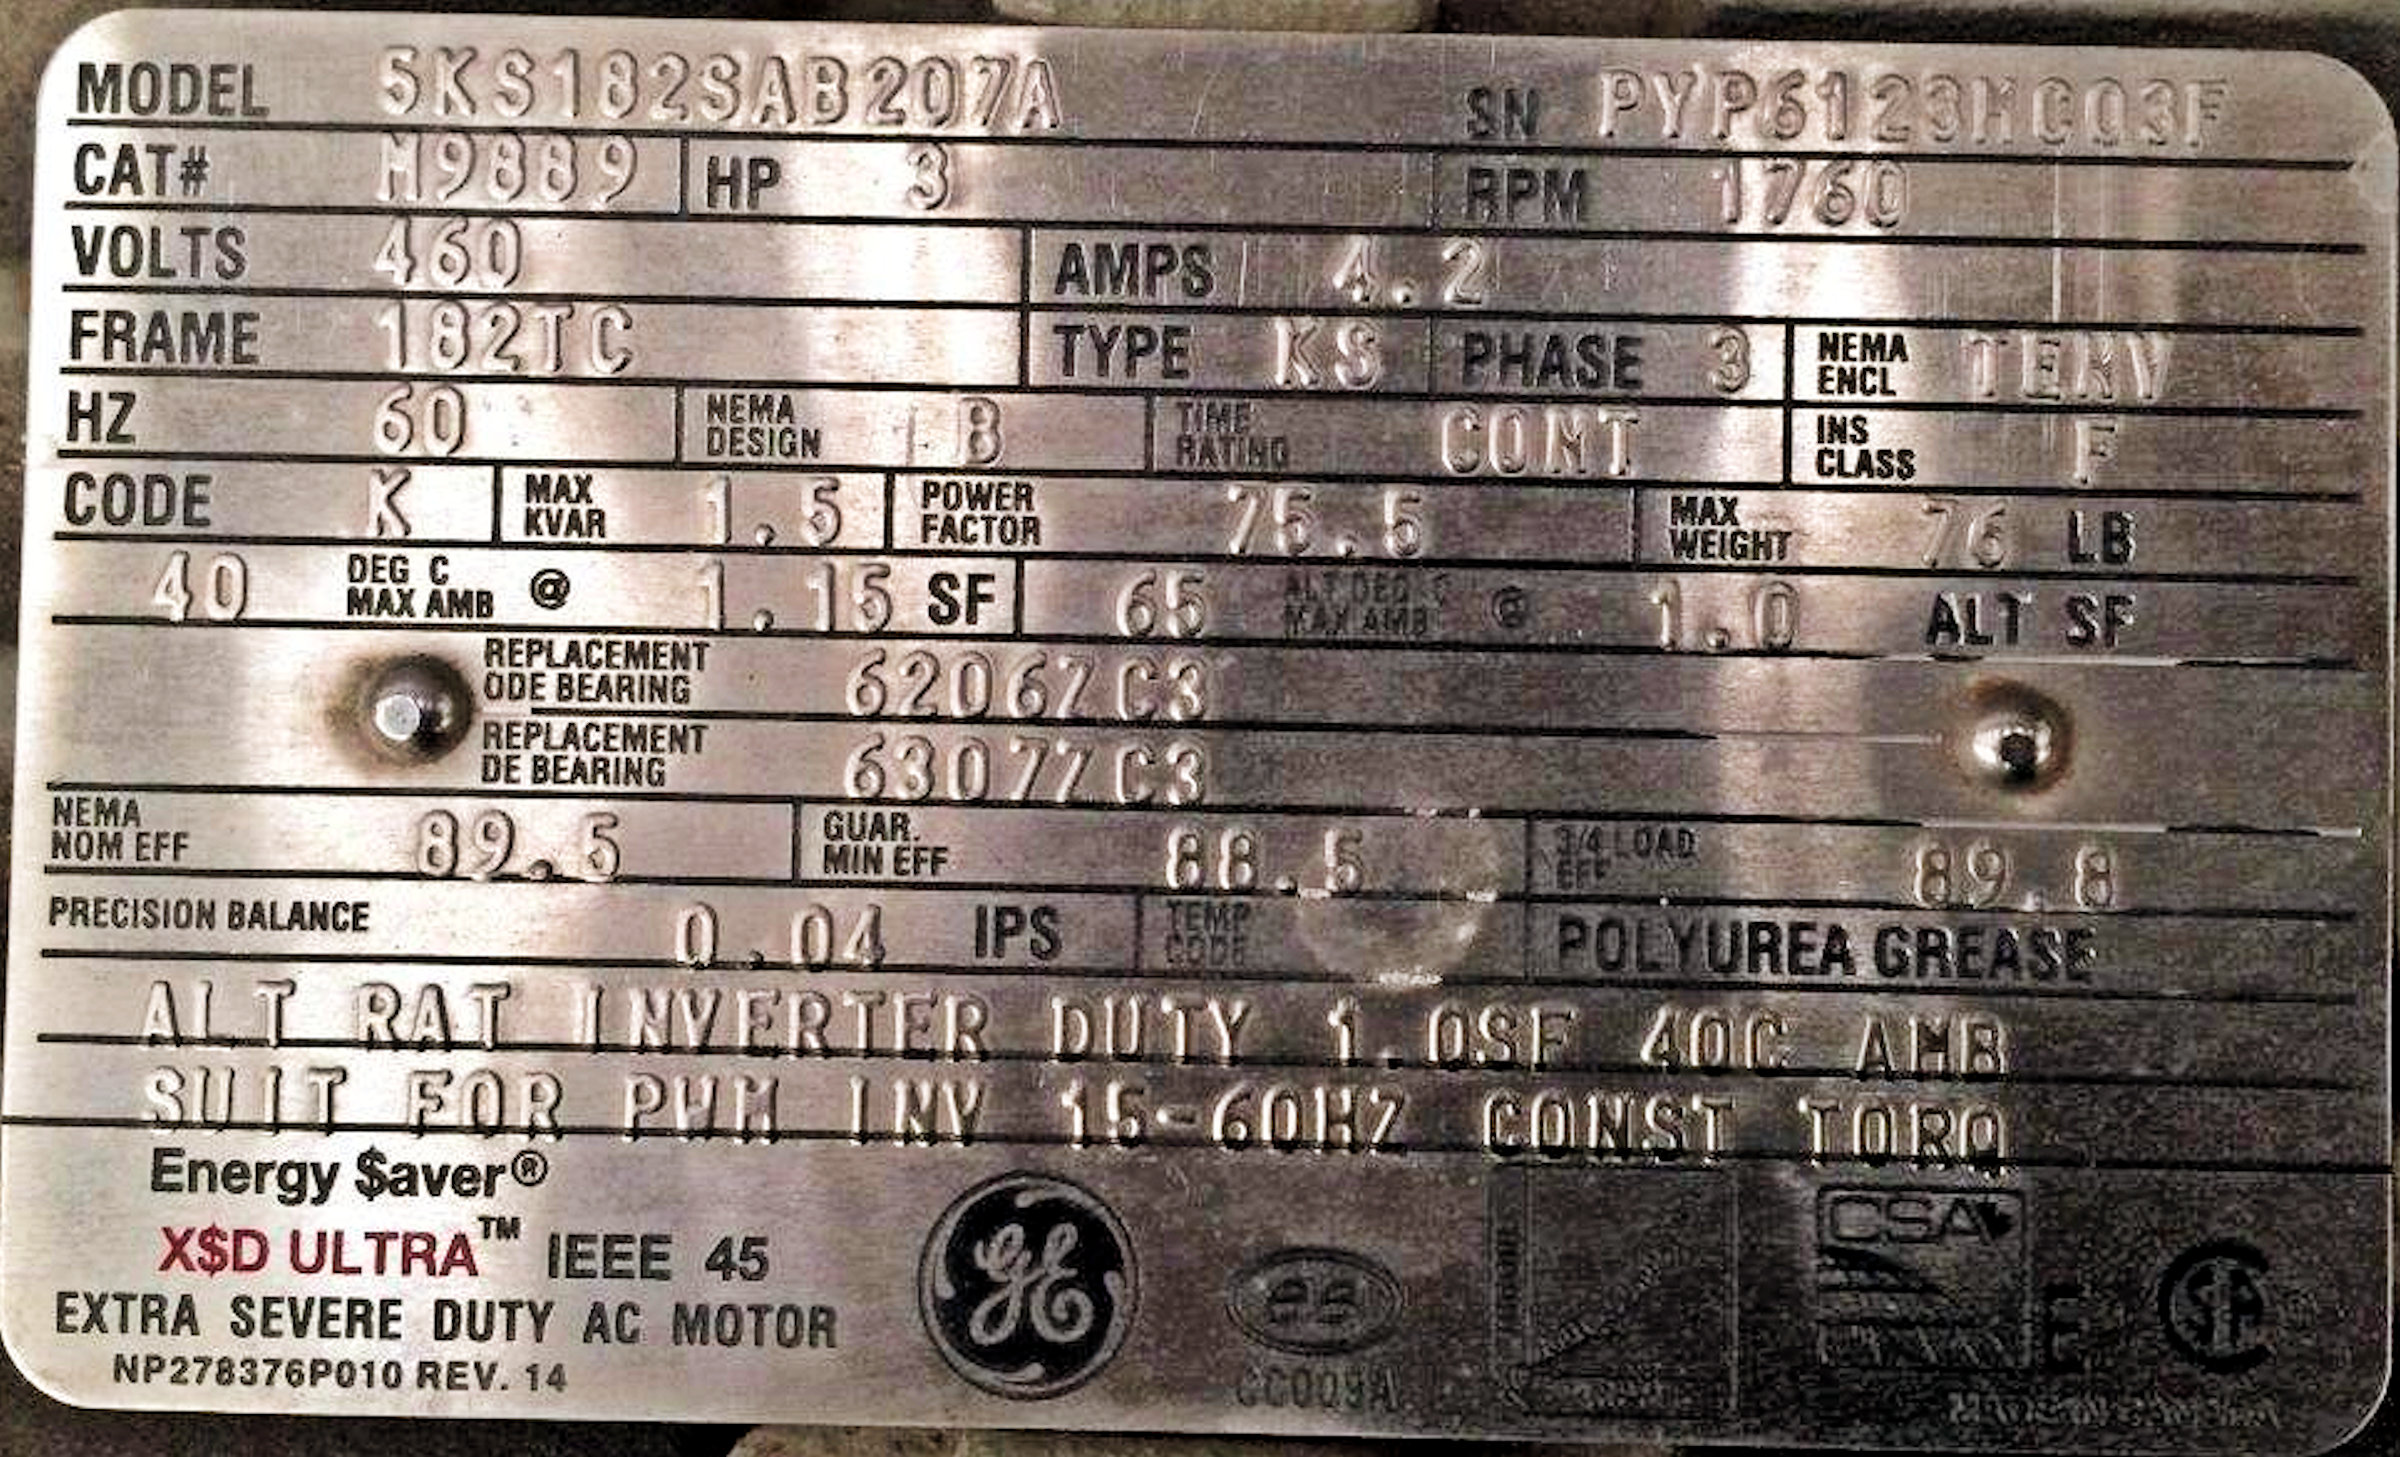 MODEL 5KS182SAB207A SN PYP6123M003F
CAT# M9889 HP 3 RPM 1760
VOLTS 460 AMPS 4.2
FRAME 182TC TYPE KS PHASE 3 NEMA ENCL TENV
HZ 60 NEMA DESIGN B TIME RATING CONT INS CLASS F
CODE K MAX KVAR 1.5 POWER FACTOR 75.5 MAX WEIGHT 76 LB
40 DEG C MAX AMB @ 1.15 SF 65 ALT DEG C MAX AMB @ 1.0 ALT SF
REPLACEMENT ODE BEARING 6206Z C3
REPLACEMENT DE BEARING 6307Z C3
NEMA NOM EFF 89.5 GUAR. MIN EFF 88.5 3/4 LOAD EFF 89.8
PRECISION BALANCE 0.04 IPS TEMP CODE POLYUREA GREASE
ALT RAT INVERTER DUTY 1.0SF 40C AMB
SUIT FOR PWM INV 15-60HZ CONST TORQ
Energy $aver®
X$D ULTRA™ IEEE 45
EXTRA SEVERE DUTY AC MOTOR
NP278376P010 REV. 14
GE
ee
CC009A
CSA
E